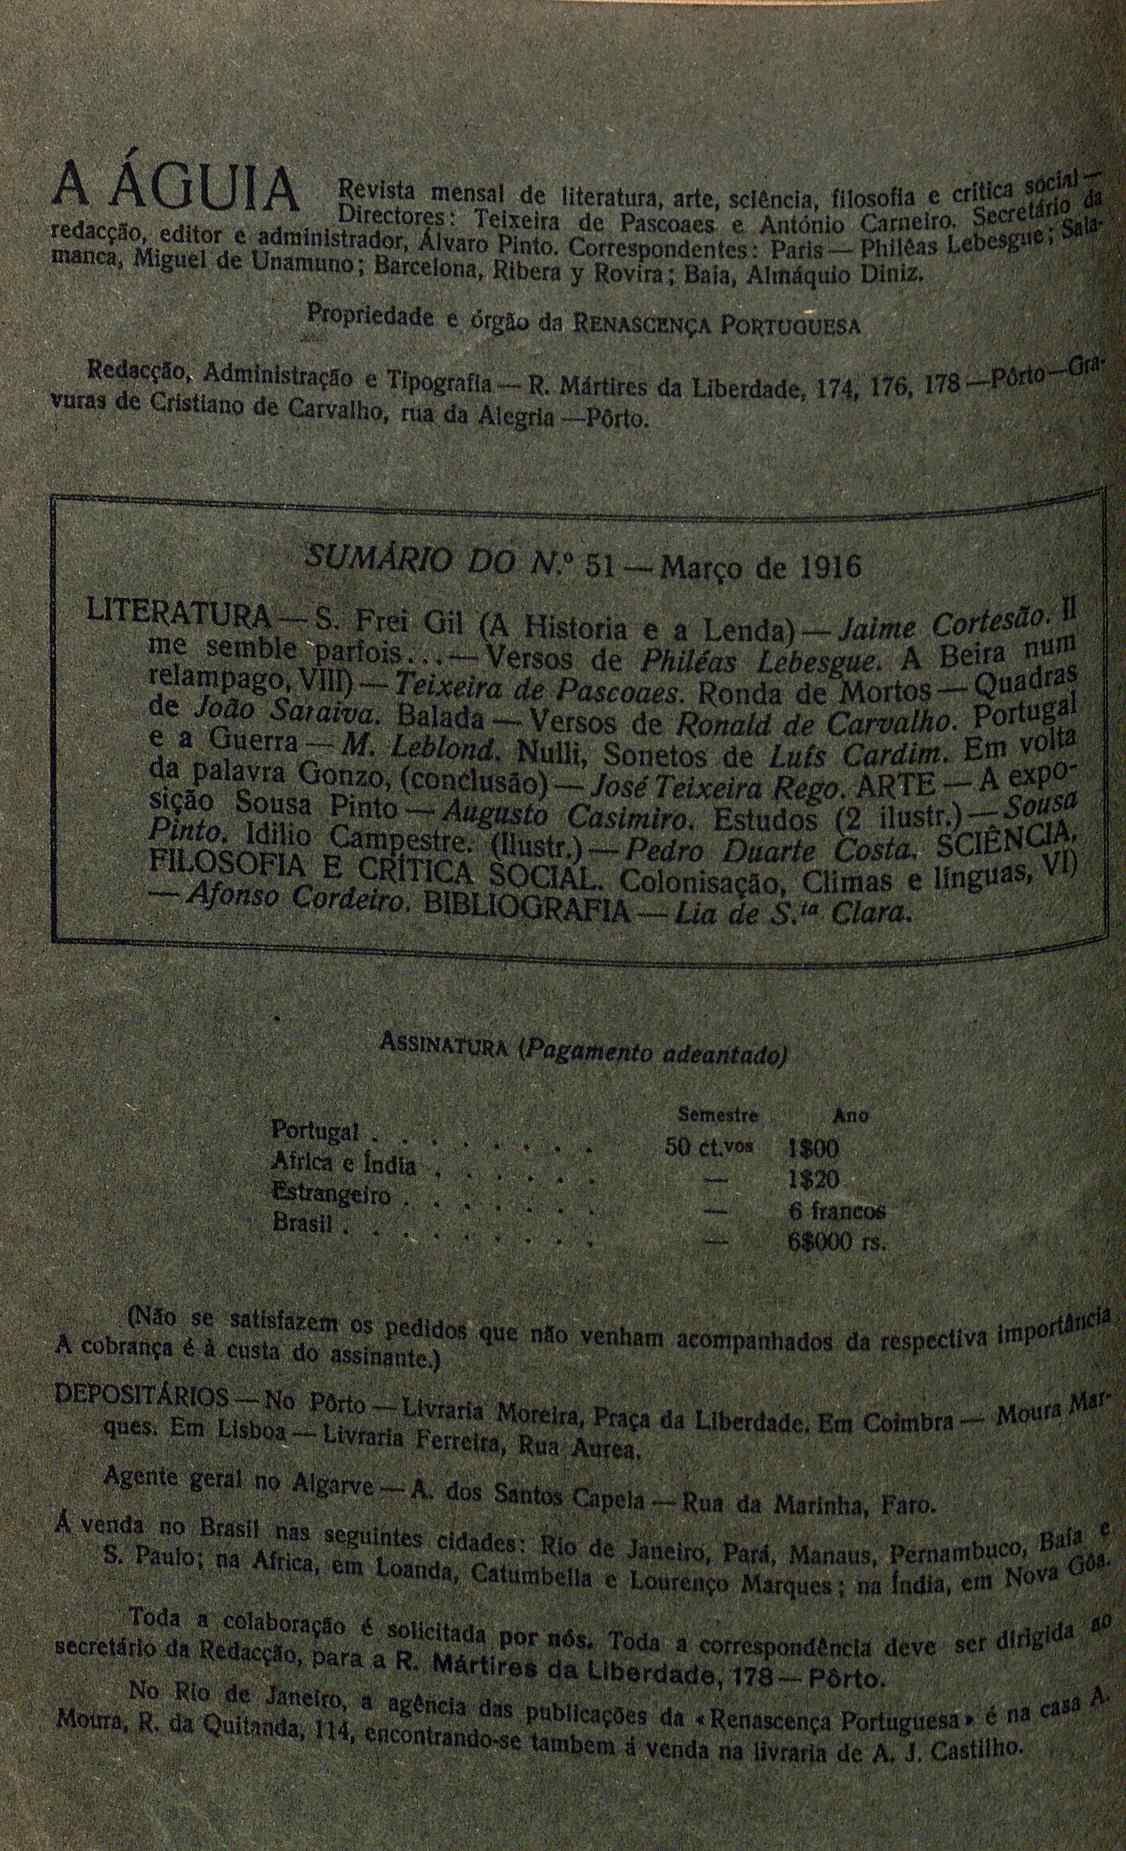 A ÁGUIA Revista mensal de literatura, arte, sciência, filosofia e critica social—
Directores: Teixeira de Pascoaes e António Carneiro. Secretário da
redacção, editor e administrador, Álvaro Pinto. Correspondentes: Paris—Philêas Lebesgue; Sala-
manca, Miguel de Unamuno; Barcelona, Ribera y Rovira; Baia, Almáquio Diniz.
Propriedade e órgão da RENASCENÇA PORTUGUESA
Redacção, Administração e Tipografia—R. Mártires da Liberdade, 174, 176, 178—Pôrto—Gra-
vuras de Cristiano de Carvalho, rua da Alegria—Pôrto.
SUMÁRIO DO N.º 51—Março de 1916
LITERATURA—S. Frei Gil (A Historia e a Lenda)—Jaime Cortesão. Il
me semble parfois...—Versos de Philéas Lebesgue. A Beira num
relampago, VIII)—Teixeira de Pascoaes. Ronda de Mortos—Quadras
de João Saraiva. Balada—Versos de Ronald de Carvalho. Portugal
e a Guerra—M. Leblond. Nulli, Sonetos de Luís Cardim. Em volta
da palavra Gonzo, (conclusão)—José Teixeira Rego. ARTE—A expo-
sição Sousa Pinto—Augusto Casimiro. Estudos (2 ilustr.)—Sousa
Pinto. Idilio Campestre. (Ilustr.)—Pedro Duarte Costa. SCIÊNCIA,
FILOSOFIA E CRÍTICA SOCIAL. Colonisação, Climas e línguas, VI)
—Afonso Cordeiro. BIBLIOGRAFIA—Lia de S.ta Clara.
ASSINATURA (Pagamento adeantado)
Semestre Ano
Portugal . . . . . . . . 50 ct.vos 1$00
Africa e Índia . . . . . . — 1$20
Estrangeiro . . . . . . . — 6 francos
Brasil . . . . . . . . . — 6$000 rs.
(Não se satisfazem os pedidos que não venham acompanhados da respectiva importância
A cobrança é à custa do assinante.)
DEPOSITÁRIOS—No Pôrto—Livraria Moreira, Praça da Liberdade. Em Coimbra—Moura Mar-
ques. Em Lisboa—Livraria Ferreira, Rua Aurea.
Agente geral no Algarve—A. dos Santos Capela—Rua da Marinha, Faro.
Á venda no Brasil nas seguintes cidades: Rio de Janeiro, Pará, Manaus, Pernambuco, Baía e
S. Paulo; na Africa, em Loanda, Catumbella e Lourenço Marques; na Índia, em Nova Gôa.
Toda a colaboração é solicitada por nós. Toda a correspondência deve ser dirigida ao
secretário da Redacção, para a R. Mártires da Liberdade, 178—Pôrto.
No Rio de Janeiro, a agência das publicações da «Renascença Portuguesa» é na casa A.
Moura, R. da Quitanda, 114, encontrando-se tambem á venda na livraria de A. J. Castilho.